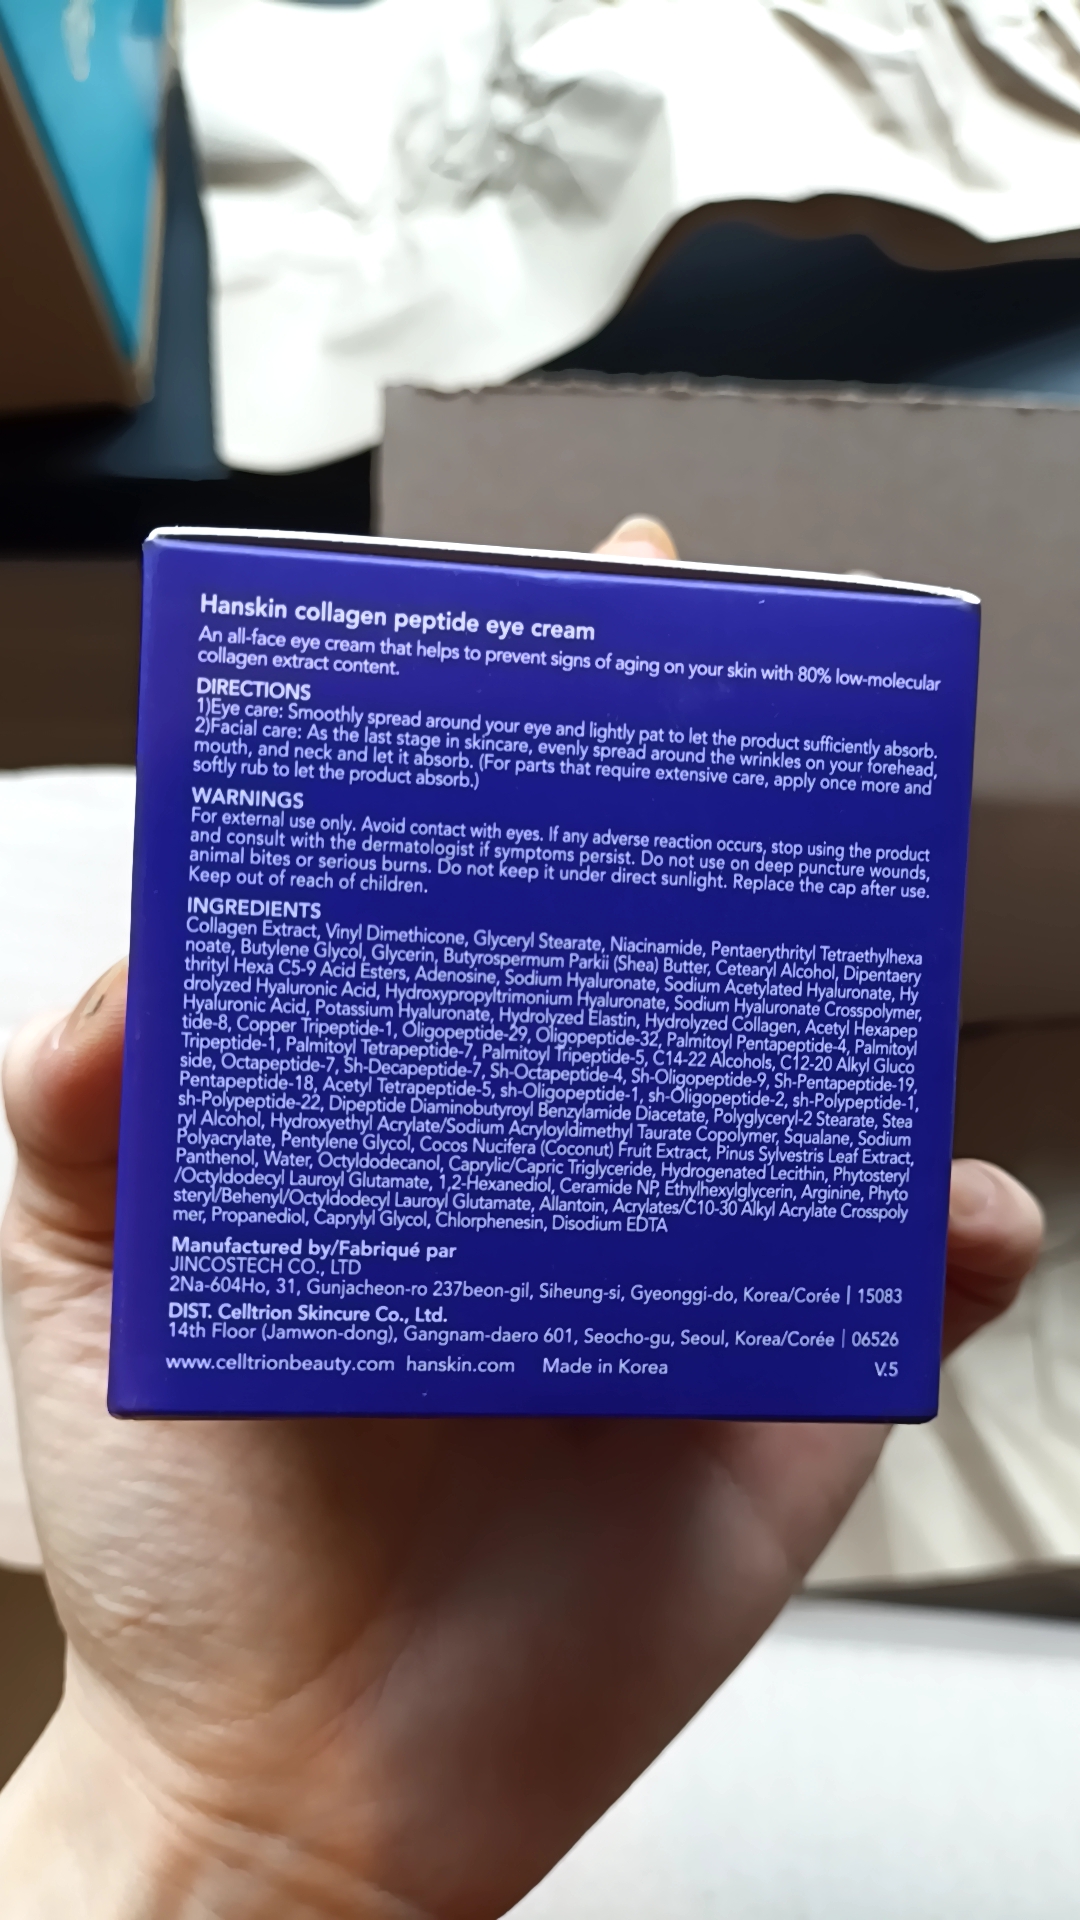 Hanskin collagen peptide eye cream
An all-face eye cream that helps to prevent signs of aging on your skin with 80% low-molecular
collagen extract content.
DIRECTIONS
1)Eye care: Smoothly spread around your eye and lightly pat to let the product sufficiently absorb.
2)Facial care: As the last stage in skincare, evenly spread around the wrinkles on your forehead,
mouth, and neck and let it absorb. (For parts that require extensive care, apply once more and
softly rub to let the product absorb.)
WARNINGS
For external use only. Avoid contact with eyes. If any adverse reaction occurs, stop using the product
and consult with the dermatologist if symptoms persist. Do not use on deep puncture wounds,
animal bites or serious burns. Do not keep it under direct sunlight. Replace the cap after use.
Keep out of reach of children.
INGREDIENTS
Collagen Extract, Vinyl Dimethicone, Glyceryl Stearate, Niacinamide, Pentaerythrityl Tetraethylhexa
noate, Butylene Glycol, Glycerin, Butyrospermum Parkii (Shea) Butter, Cetearyl Alcohol, Dipentaery
thrityl Hexa C5-9 Acid Esters, Adenosine, Sodium Hyaluronate, Sodium Acetylated Hyaluronate, Hy
drolyzed Hyaluronic Acid, Hydroxypropyltrimonium Hyaluronate, Sodium Hyaluronate Crosspolymer,
Hyaluronic Acid, Potassium Hyaluronate, Hydrolyzed Elastin, Hydrolyzed Collagen, Acetyl Hexapep
tide-8, Copper Tripeptide-1, Oligopeptide-29, Oligopeptide-32, Palmitoyl Pentapeptide-4, Palmitoyl
Tripeptide-1, Palmitoyl Tetrapeptide-7, Palmitoyl Tripeptide-5, C14-22 Alcohols, C12-20 Alkyl Gluco
side, Octapeptide-7, Sh-Decapeptide-7, Sh-Octapeptide-4, Sh-Oligopeptide-9, Sh-Pentapeptide-19,
Pentapeptide-18, Acetyl Tetrapeptide-5, sh-Oligopeptide-1, sh-Oligopeptide-2, sh-Polypeptide-1,
sh-Polypeptide-22, Dipeptide Diaminobutyroyl Benzylamide Diacetate, Polyglyceryl-2 Stearate, Stea
ryl Alcohol, Hydroxyethyl Acrylate/Sodium Acryloyldimethyl Taurate Copolymer, Squalane, Sodium
Polyacrylate, Pentylene Glycol, Cocos Nucifera (Coconut) Fruit Extract, Pinus Sylvestris Leaf Extract,
Panthenol, Water, Octyldodecanol, Caprylic/Capric Triglyceride, Hydrogenated Lecithin, Phytosteryl
/Octyldodecyl Lauroyl Glutamate, 1,2-Hexanediol, Ceramide NP, Ethylhexylglycerin, Arginine, Phyto
steryl/Behenyl/Octyldodecyl Lauroyl Glutamate, Allantoin, Acrylates/C10-30 Alkyl Acrylate Crosspoly
mer, Propanediol, Caprylyl Glycol, Chlorphenesin, Disodium EDTA
Manufactured by/Fabriqué par
JINCOSTECH CO., LTD
2Na-604Ho, 31, Gunjacheon-ro 237beon-gil, Siheung-si, Gyeonggi-do, Korea/Corée | 15083
DIST. Celltrion Skincure Co., Ltd.
14th Floor (Jamwon-dong), Gangnam-daero 601, Seocho-gu, Seoul, Korea/Corée | 06526
www.celltrionbeauty.com hanskin.com Made in Korea V.5